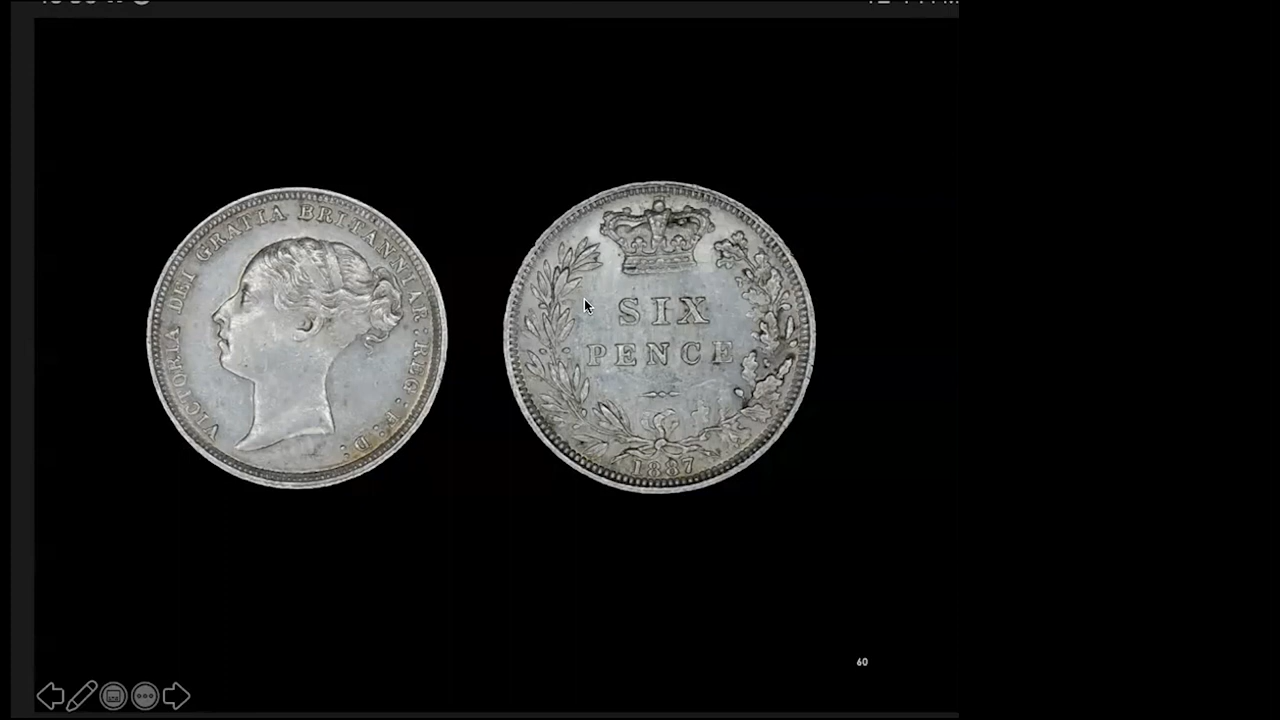 VICTORIA DEI GRATIA BRITANNIAR: REG: F: D:
SIX
PENCE
1887
60